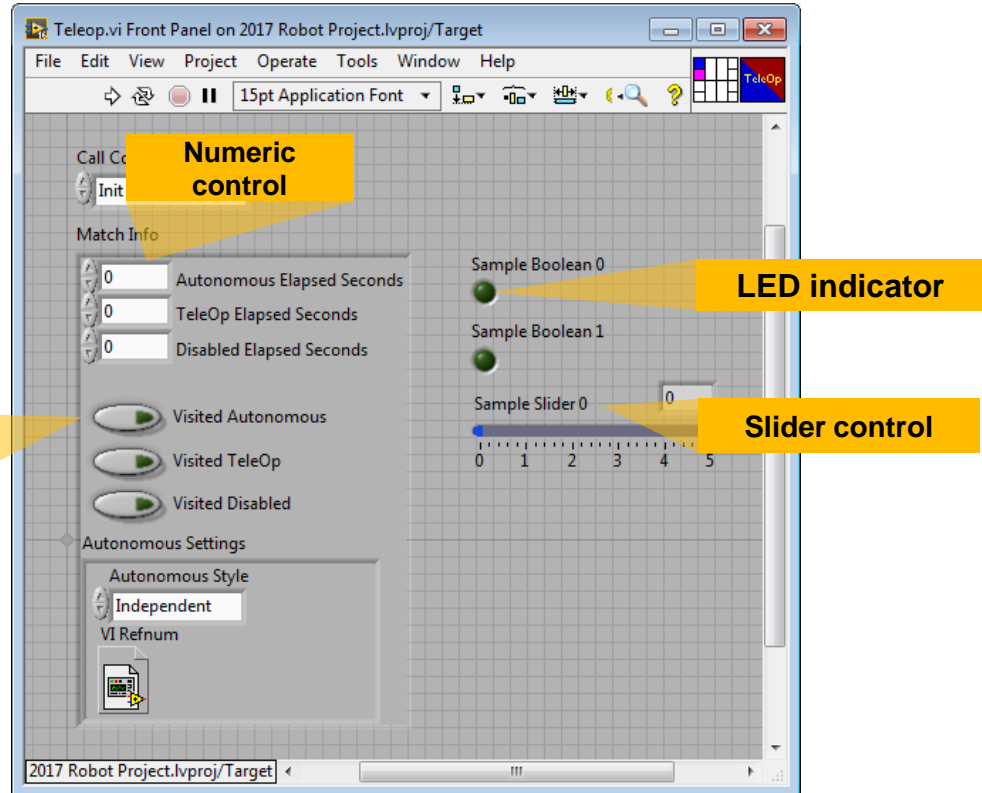 Teleop.vi Front Panel on 2017 Robot Project.lvproj/Target
File Edit View Project Operate Tools Window Help
15pt Application Font
TeleOp
Call
Numeric
control
Init
Match Info
0 Autonomous Elapsed Seconds
0 TeleOp Elapsed Seconds
0 Disabled Elapsed Seconds
Visited Autonomous
Visited TeleOp
Visited Disabled
Autonomous Settings
Autonomous Style
Independent
VI Refnum
Sample Boolean 0
LED indicator
Sample Boolean 1
Sample Slider 0
0
Slider control
0 1 2 3 4 5
2017 Robot Project.lvproj/Target